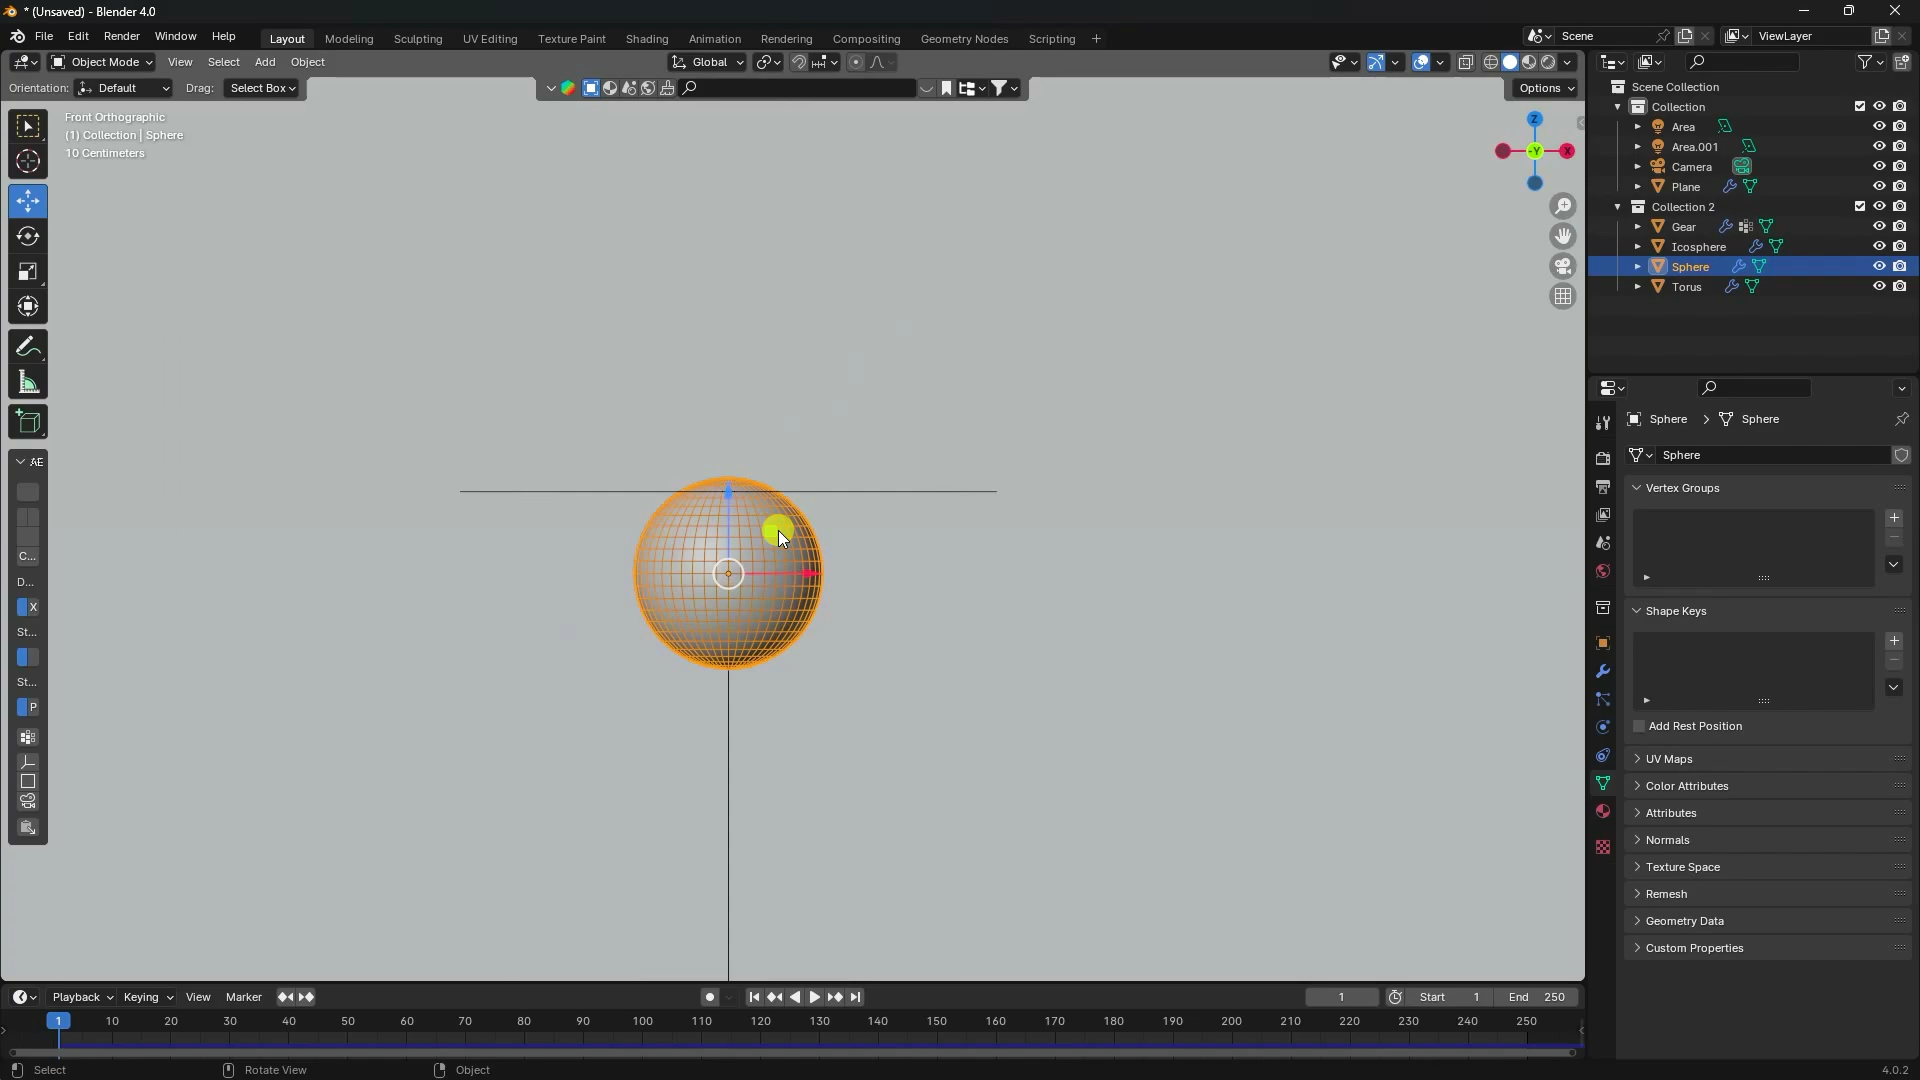 * (Unsaved) - Blender 4.0
File Edit Render Window Help
Layout Modeling Sculpting UV Editing Texture Paint Shading Animation Rendering Compositing Geometry Nodes Scripting +
Scene
ViewLayer
Object Mode View Select Add Object
Global
Orientation: Default Drag: Select Box
Options
Front Orthographic
(1) Collection | Sphere
10 Centimeters
Z
-Y
X
AE
C...
D...
X
St...
St...
P
Scene Collection
Collection
Area
Area.001
Camera
Plane
Collection 2
Gear
Icosphere
Sphere
Torus
Sphere > Sphere
Sphere
Vertex Groups
Shape Keys
Add Rest Position
UV Maps
Color Attributes
Attributes
Normals
Texture Space
Remesh
Geometry Data
Custom Properties
Playback Keying View Marker
1
Start 1
End 250
1 10 20 30 40 50 60 70 80 90 100 110 120 130 140 150 160 170 180 190 200 210 220 230 240 250
Select
Rotate View
Object
4.0.2